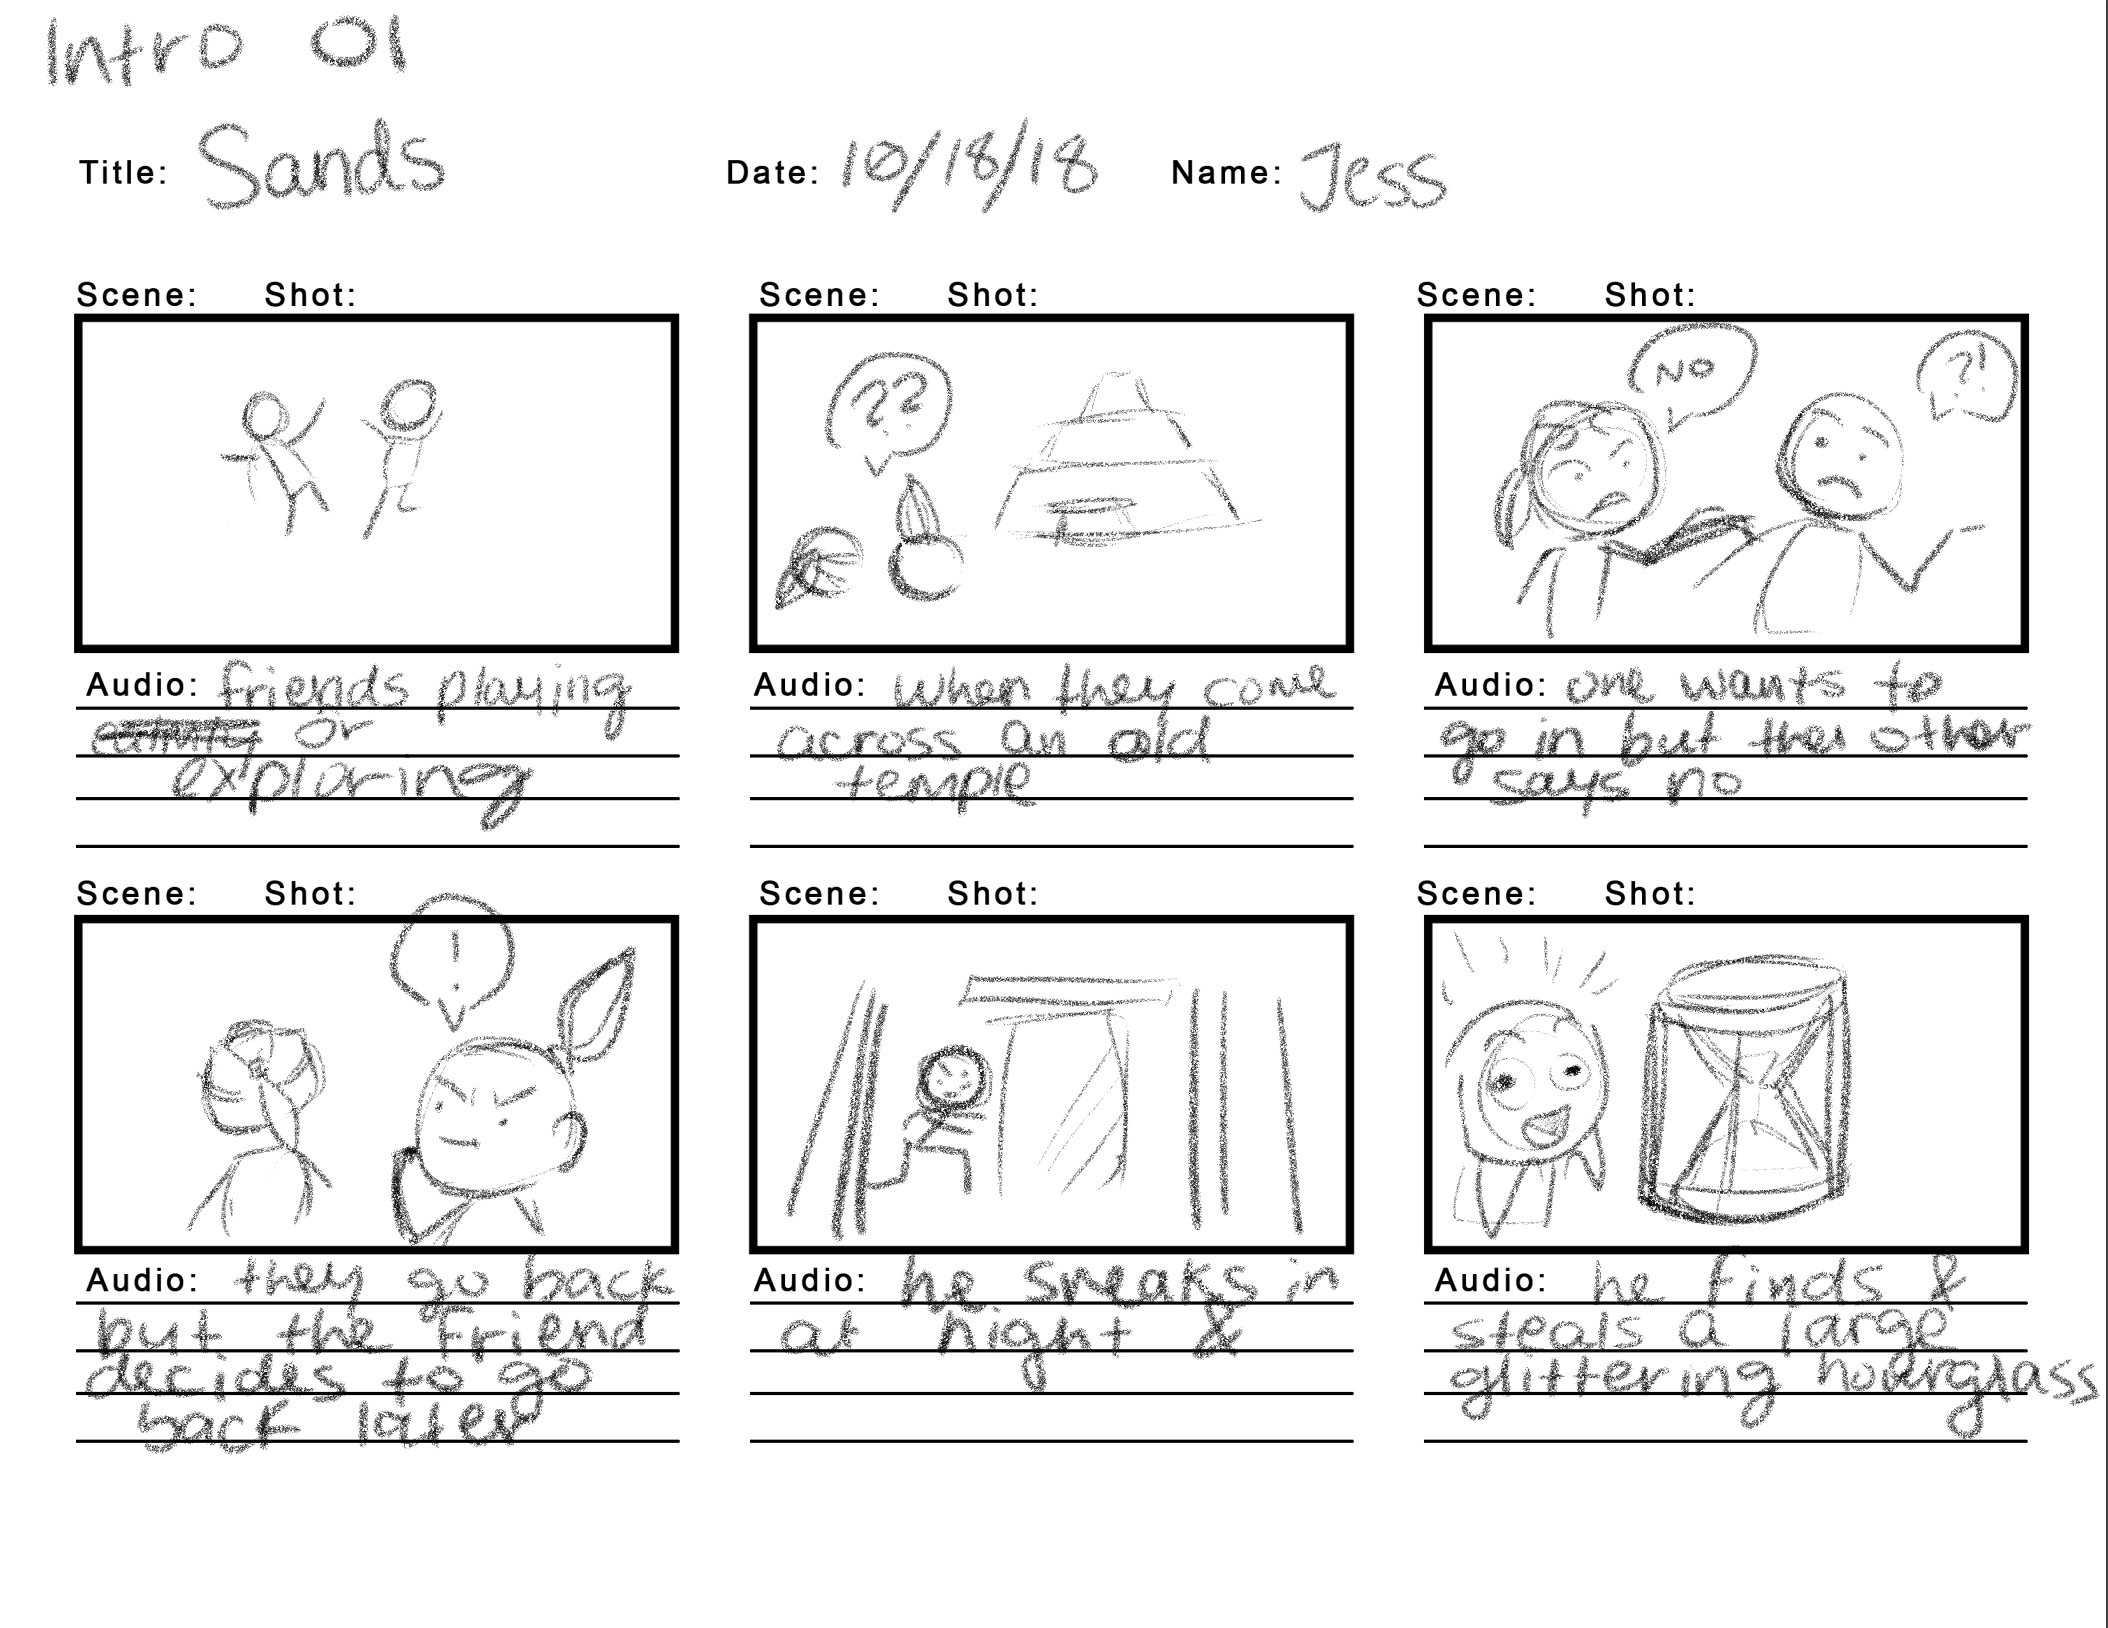 Intro 01
Title: Sands Date: 10/18/18 Name: Jess
Scene: Shot: Scene: Shot: Scene: Shot:
??
NO
?!
Audio: friends playing
or
exploring
Audio: when they come
across an old
temple
Audio: one wants to
go in but the other
says no
Scene: Shot: Scene: Shot: Scene: Shot:
!
Audio: they go back
but the friend
decides to go
back later
Audio: he sneaks in
at night &
Audio: he finds &
steals a large
glittering hourglass